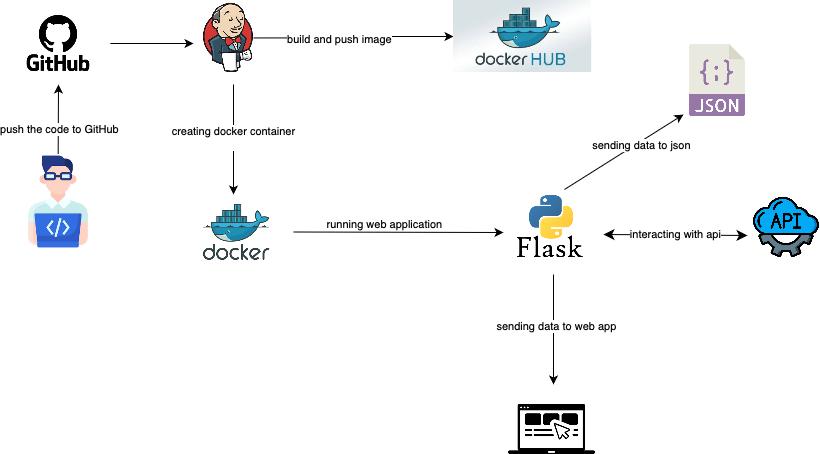 GitHub
build and push image
docker HUB
{;}
JSON
push the code to GitHub
creating docker container
sending data to json
</>
docker
running web application
Flask
interacting with api
API
sending data to web app